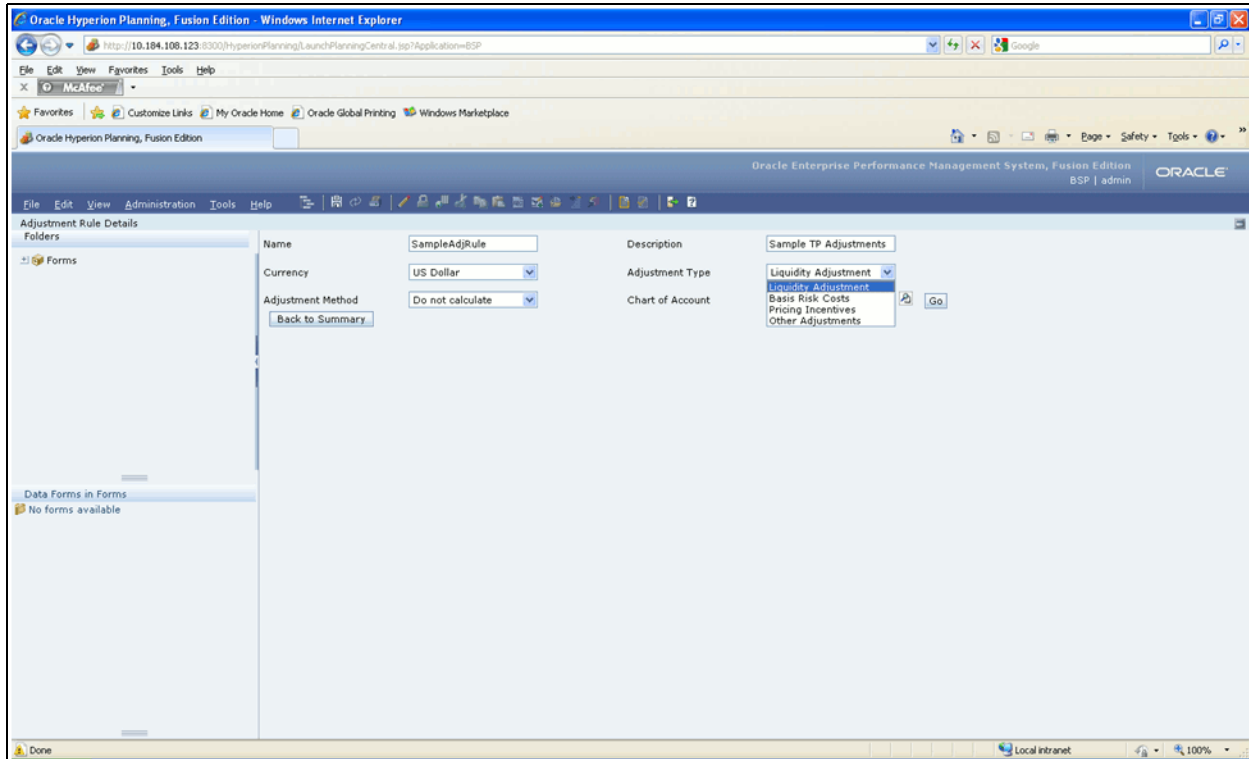 Oracle Hyperion Planning, Fusion Edition - Windows Internet Explorer
http://10.184.108.123:8300/HyperionPlanning/LaunchPlanningCentral.jsp?Application=BSP
Google
File Edit View Favorites Tools Help
X McAfee
Favorites Customize Links My Oracle Home Oracle Global Printing Windows Marketplace
Oracle Hyperion Planning, Fusion Edition
Page Safety Tools
Oracle Enterprise Performance Management System, Fusion Edition
BSP | admin
ORACLE
File Edit View Administration Tools Help
Adjustment Rule Details
Folders
Forms
Name SampleAdjRule Description Sample TP Adjustments
Currency US Dollar Adjustment Type Liquidity Adjustment
Liquidity Adjustment
Basis Risk Costs
Pricing Incentives
Other Adjustments
Adjustment Method Do not calculate Chart of Account Go
Back to Summary
Data Forms in Forms
No forms available
Done Local intranet 100%